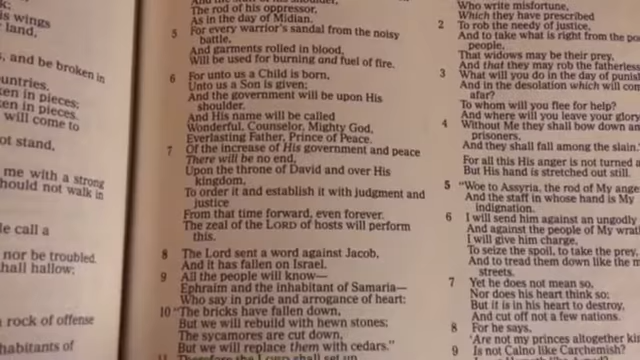 is wings
land,
s, and be broken in
untries.
ken in pieces;
ken in pieces.
will come to
ot stand,
me with a strong
hould not walk in
le call a
nor be troubled.
hall hallow;
rock of offense
habitants of
The rod of his oppressor,
As in the day of Midian.
5 For every warrior's sandal from the noisy
battle,
And garments rolled in blood,
Will be used for burning and fuel of fire.
6 For unto us a Child is born,
Unto us a Son is given;
And the government will be upon His
shoulder.
And His name will be called
Wonderful, Counselor, Mighty God,
Everlasting Father, Prince of Peace.
7 Of the increase of His government and peace
There will be no end,
Upon the throne of David and over His
kingdom,
To order it and establish it with judgment and
justice
From that time forward, even forever.
The zeal of the LORD of hosts will perform
this.
8 The Lord sent a word against Jacob,
And it has fallen on Israel.
9 All the people will know—
Ephraim and the inhabitant of Samaria—
Who say in pride and arrogance of heart:
10 "The bricks have fallen down,
But we will rebuild with hewn stones;
The sycamores are cut down,
But we will replace them with cedars."
11 Therefore the LORD shall set up
Who write misfortune,
Which they have prescribed
2 To rob the needy of justice,
And to take what is right from the po
people,
That widows may be their prey,
And that they may rob the fatherless
3 What will you do in the day of punis
And in the desolation which will com
afar?
To whom will you flee for help?
And where will you leave your glory
4 Without Me they shall bow down am
prisoners,
And they shall fall among the slain."
For all this His anger is not turned a
But His hand is stretched out still.
5 "Woe to Assyria, the rod of My ange
And the staff in whose hand is My
indignation.
6 I will send him against an ungodly
And against the people of My wrat
I will give him charge,
To seize the spoil, to take the prey,
And to tread them down like the m
streets.
7 Yet he does not mean so,
Nor does his heart think so;
But it is in his heart to destroy,
And cut off not a few nations.
8 For he says,
'Are not my princes altogether k
9 Is not Calno like Carchemish?